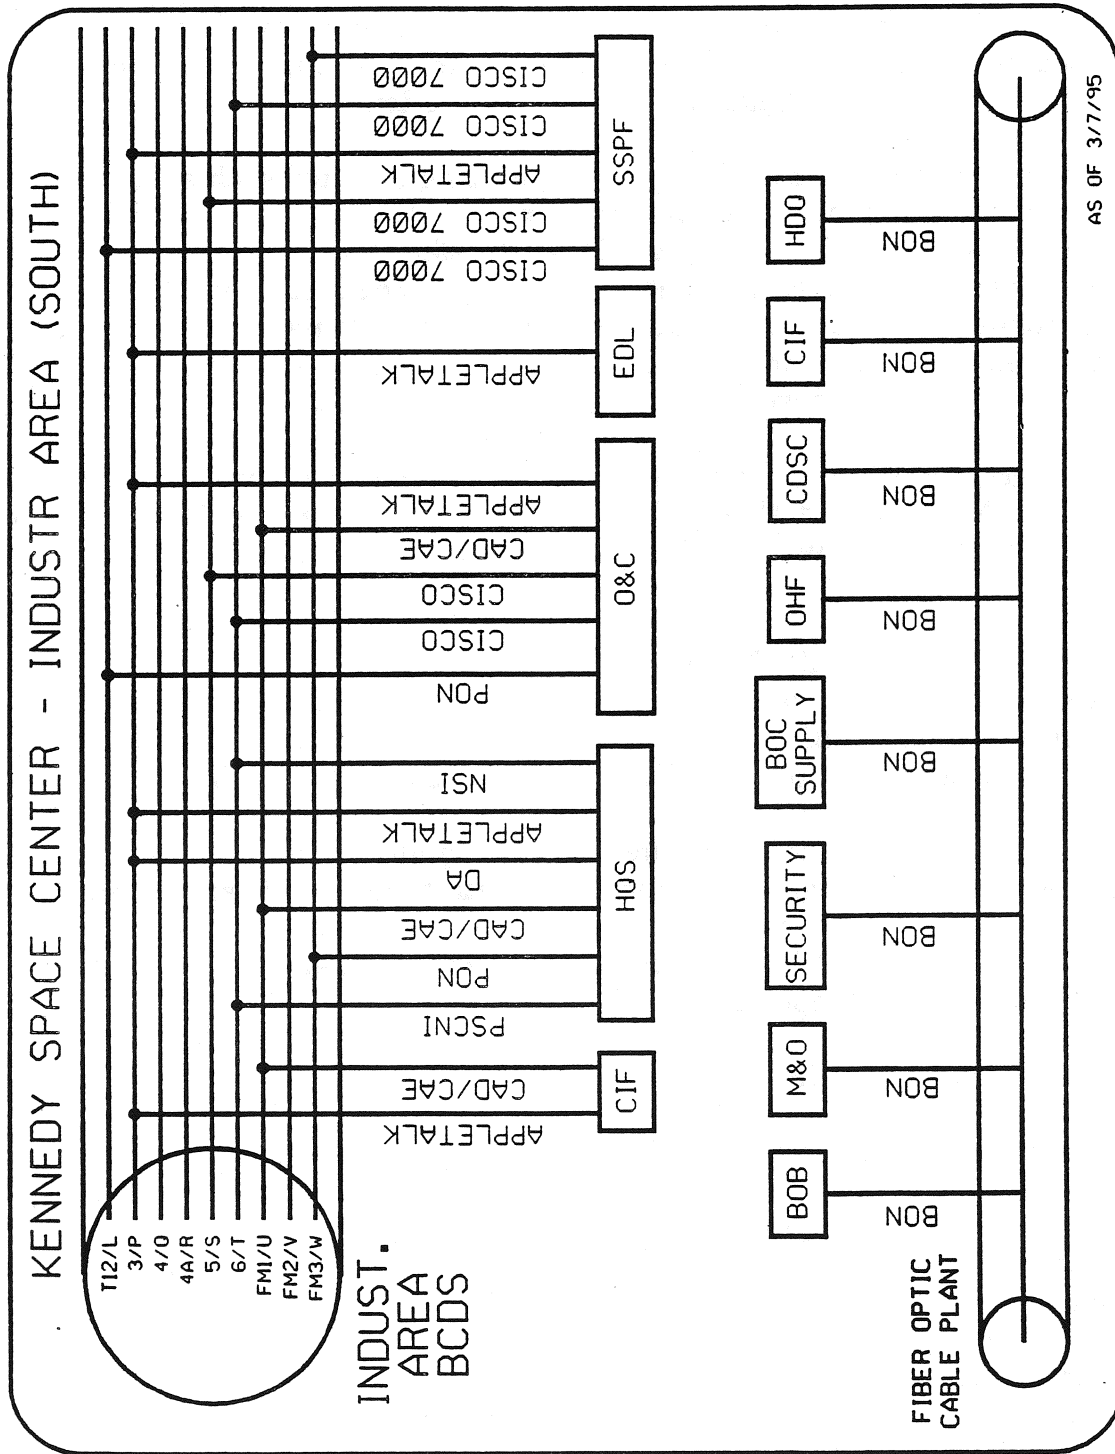 KENNEDY SPACE CENTER - INDUSTR AREA (SOUTH)
T12/L
3/P
4/O
4A/R
5/S
6/T
FM1/U
FM2/V
FM3/W
INDUST.
AREA
BCDS
APPLETALK
CAD/CAE
PSCNI
PON
CAD/CAE
DA
APPLETALK
NSI
PON
CISCO
CISCO
CAD/CAE
APPLETALK
APPLETALK
CISCO 7000
CISCO 7000
APPLETALK
CISCO 7000
CISCO 7000
CIF
HQS
O&C
EDL
SSPF
BOB
M&O
SECURITY
BOC
SUPPLY
OHF
CDSC
CIF
HDQ
BON
BON
BON
BON
BON
BON
BON
BON
FIBER OPTIC
CABLE PLANT
AS OF 3/7/95